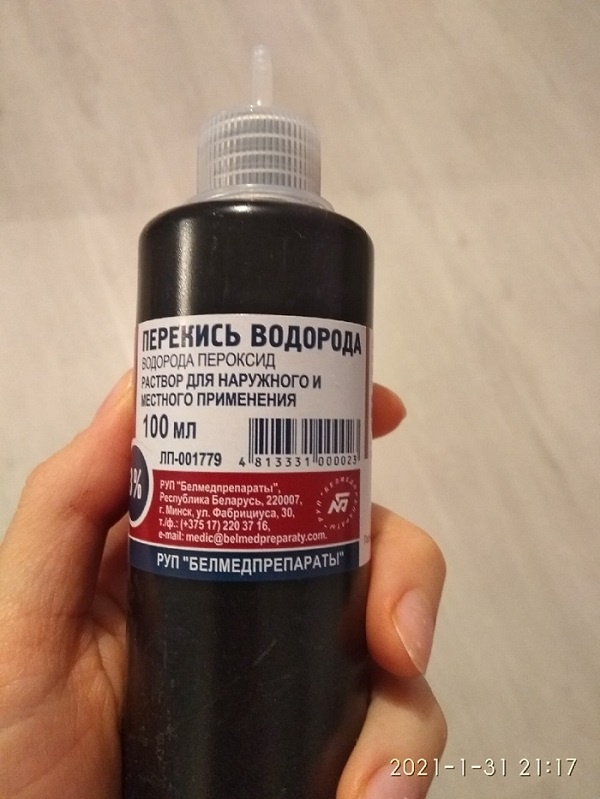 ПЕРЕКИСЬ ВОДОРОДА
ВОДОРОДА ПЕРОКСИД
РАСТВОР ДЛЯ НАРУЖНОГО И
МЕСТНОГО ПРИМЕНЕНИЯ
100 МЛ
ЛП-001779
4 813331 000023
3%
РУП "Белмедпрепараты",
Республика Беларусь, 220007,
г. Минск, ул. Фабрициуса, 30,
т./ф.: (+375 17) 220 37 16,
e-mail: medic@belmedpreparaty.com.
РУП "БЕЛМЕДПРЕПАРАТЫ"
2021-1-31 21:17